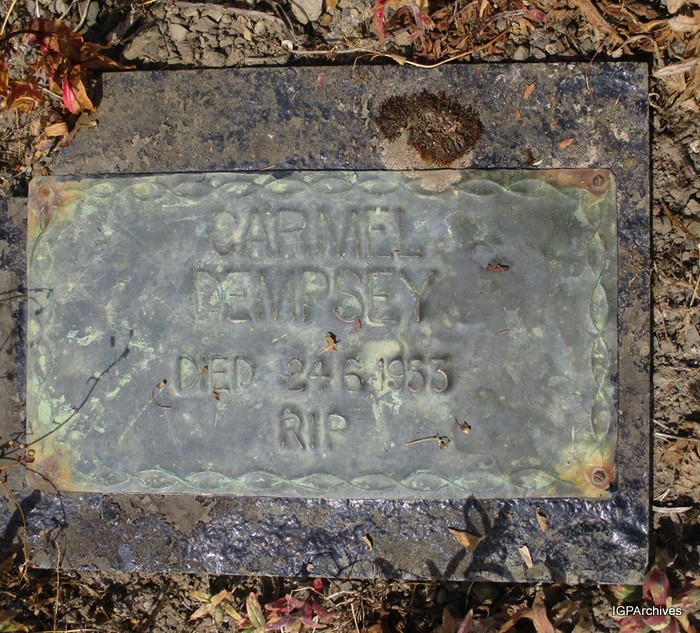 CARMEL
DEMPSEY
DIED 24 6 1953
RIP
IGPArchives